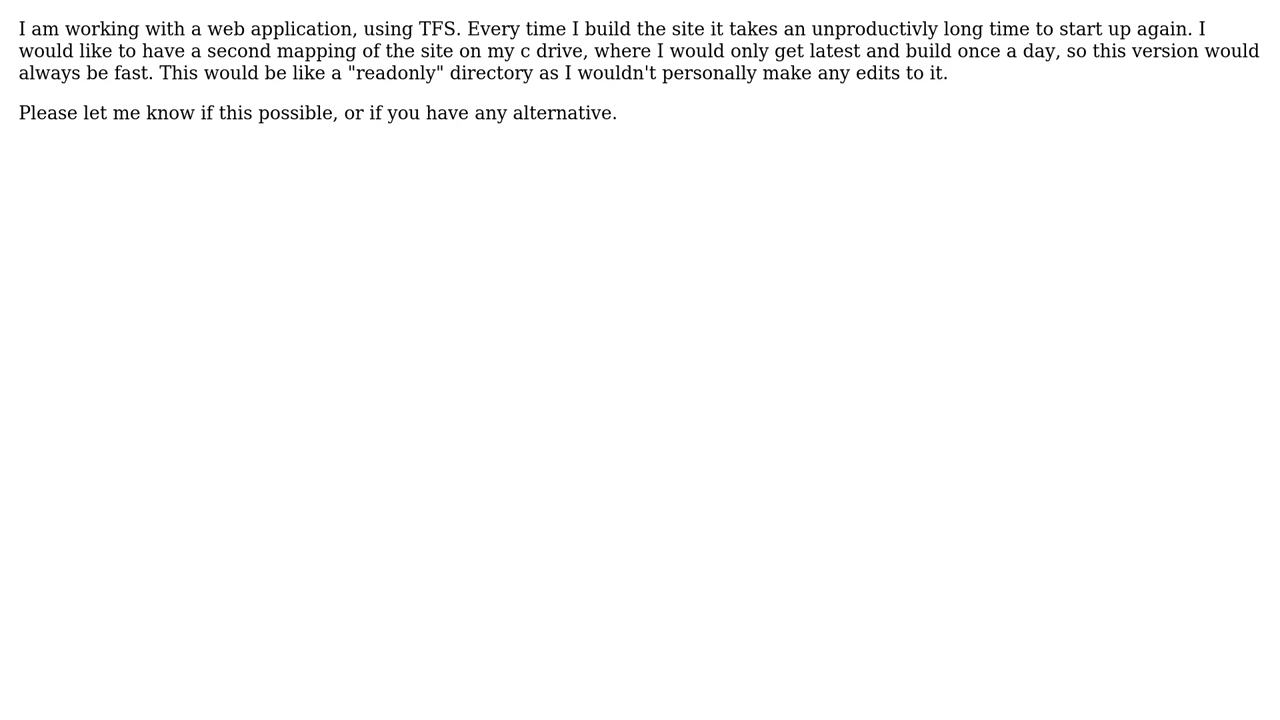 I am working with a web application, using TFS. Every time I build the site it takes an unproductivly long time to start up again. I
would like to have a second mapping of the site on my c drive, where I would only get latest and build once a day, so this version would
always be fast. This would be like a "readonly" directory as I wouldn't personally make any edits to it.
Please let me know if this possible, or if you have any alternative.